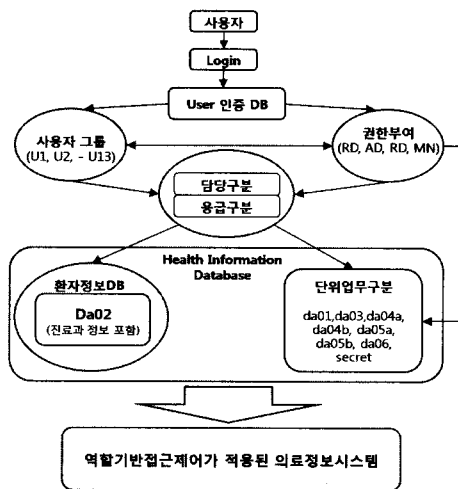 사용자
Login
User 인증 DB
사용자 그룹
(U1, U2, - U13)
권한부여
(RD, AD, RD, MN)
담당구분
응급구분
Health Information
Database
환자정보DB
Da02
(진료과 정보 포함)
단위업무구분
da01,da03,da04a,
da04b, da05a,
da05b, da06,
secret
역할기반접근제어가 적용된 의료정보시스템